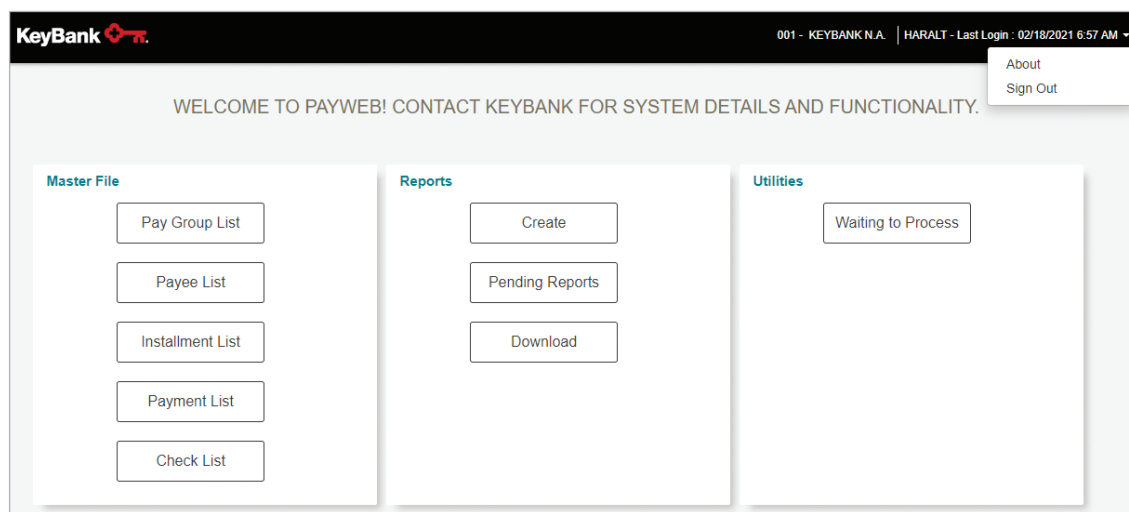 KeyBank
001 - KEYBANK N.A. HARALT - Last Login : 02/18/2021 6:57 AM
About
Sign Out
WELCOME TO PAYWEB! CONTACT KEYBANK FOR SYSTEM DETAILS AND FUNCTIONALITY.
Master File
Pay Group List
Payee List
Installment List
Payment List
Check List
Reports
Create
Pending Reports
Download
Utilities
Waiting to Process